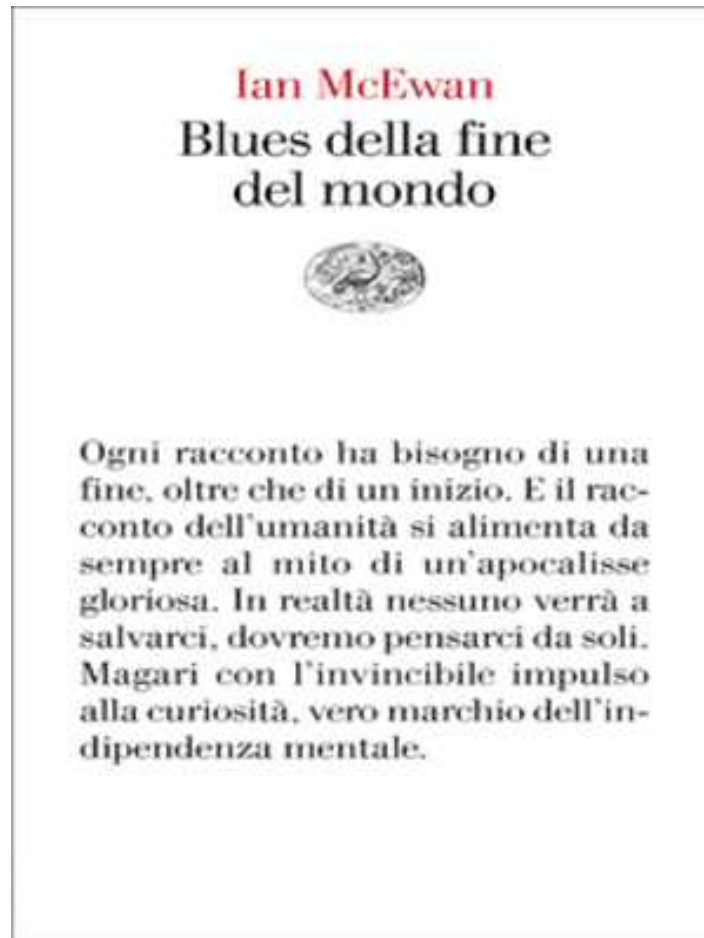 Ian McEwan
Blues della fine
del mondo
Ogni racconto ha bisogno di una
fine, oltre che di un inizio. E il rac-
conto dell'umanità si alimenta da
sempre al mito di un'apocalisse
gloriosa. In realtà nessuno verrà a
salvarci, dovremo pensarci da soli.
Magari con l'invincibile impulso
alla curiosità, vero marchio dell'in-
dipendenza mentale.